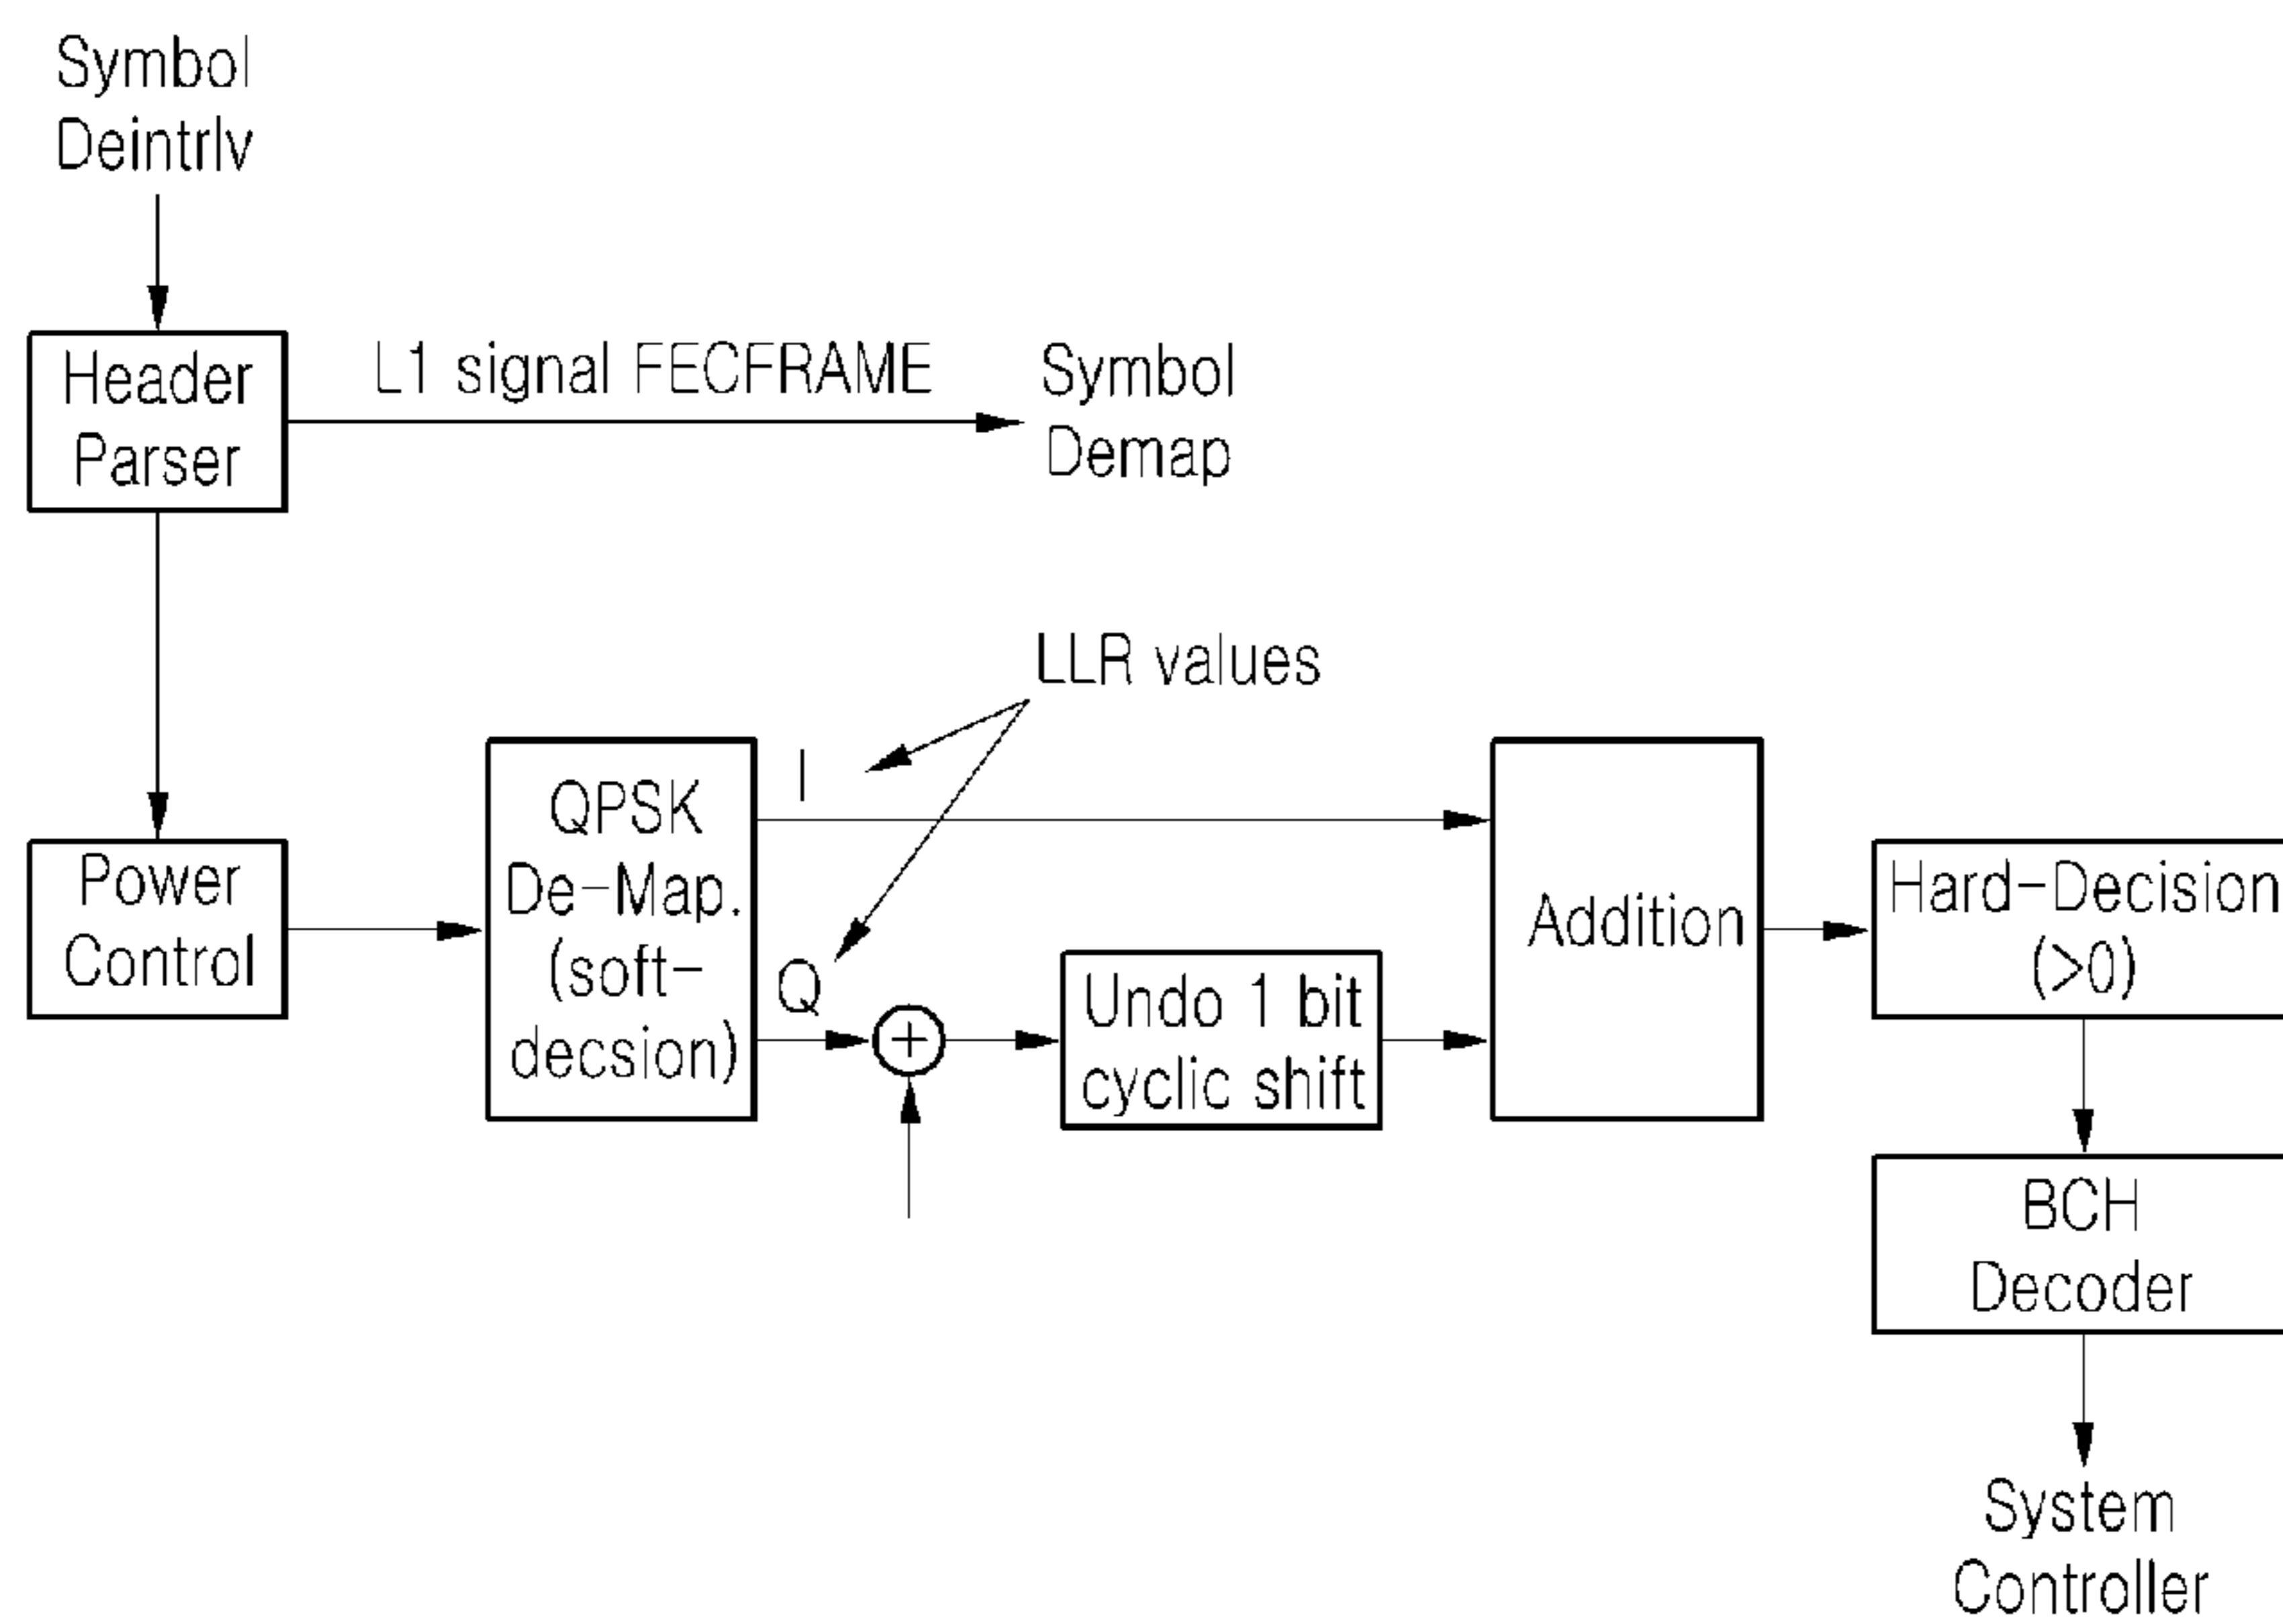 Symbol
Deintrlv
Header
Parser
L1 signal FECFRAME
Symbol
Demap
Power
Control
QPSK
De-Map.
(soft-
decsion)
LLR values
I
Q
+
Undo 1 bit
cyclic shift
Addition
Hard-Decision
(>0)
BCH
Decoder
System
Controller